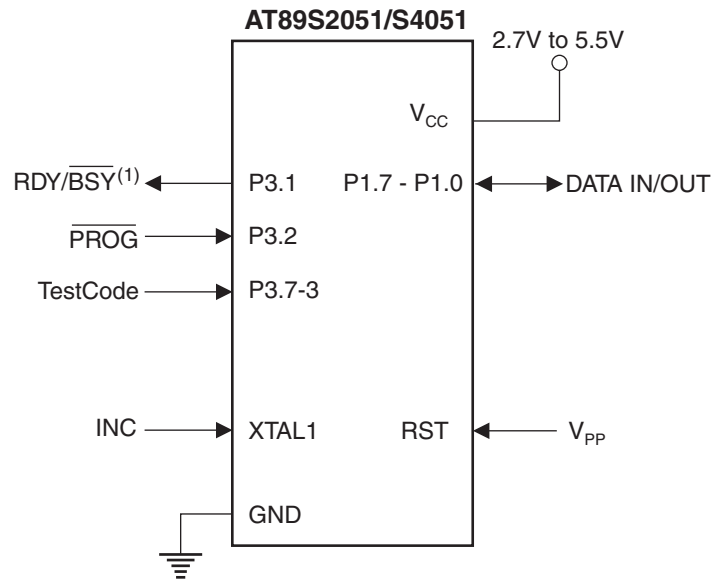 AT89S2051/S4051
2.7V to 5.5V
VCC
RDY/BSY(1) P3.1 P1.7 - P1.0 DATA IN/OUT
PROG P3.2
TestCode P3.7-3
INC XTAL1 RST VPP
GND